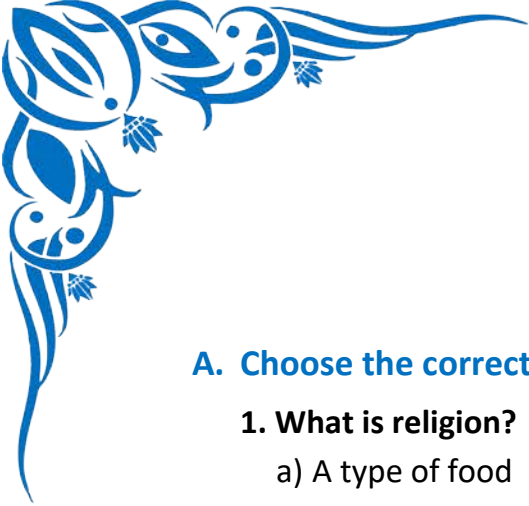 A. Choose the correct
1. What is religion?
a) A type of food